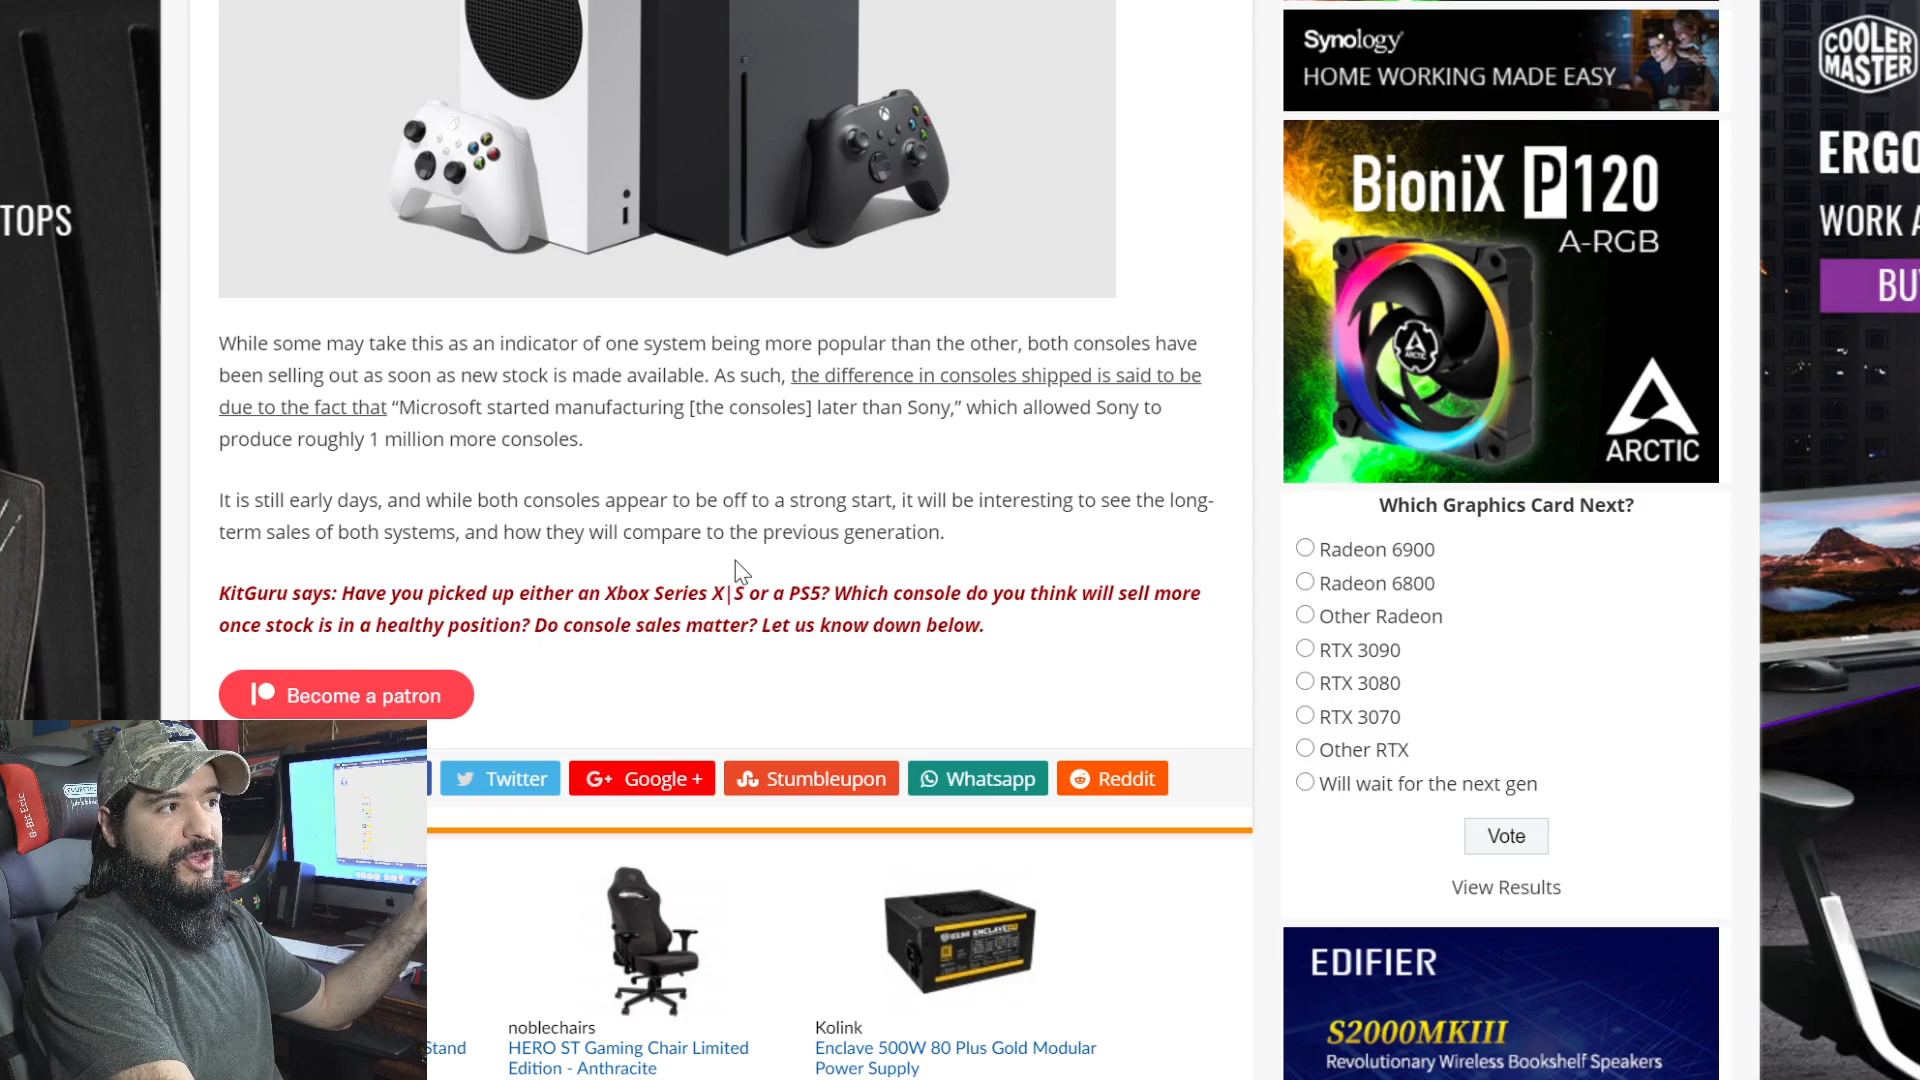 Synology
HOME WORKING MADE EASY
COOLER
MASTER
BioniX P120
A-RGB
ARCTIC
ARCTIC
TOPS
ERGO
WORK A
BU
While some may take this as an indicator of one system being more popular than the other, both consoles have
been selling out as soon as new stock is made available. As such, the difference in consoles shipped is said to be
due to the fact that “Microsoft started manufacturing [the consoles] later than Sony,” which allowed Sony to
produce roughly 1 million more consoles.
It is still early days, and while both consoles appear to be off to a strong start, it will be interesting to see the long-
term sales of both systems, and how they will compare to the previous generation.
KitGuru says: Have you picked up either an Xbox Series X|S or a PS5? Which console do you think will sell more
once stock is in a healthy position? Do console sales matter? Let us know down below.
Become a patron
Twitter
G+ Google +
Stumbleupon
Whatsapp
Reddit
Which Graphics Card Next?
Radeon 6900
Radeon 6800
Other Radeon
RTX 3090
RTX 3080
RTX 3070
Other RTX
Will wait for the next gen
Vote
View Results
8-Bit Eric
ENCLAVE
Stand
noblechairs
HERO ST Gaming Chair Limited
Edition - Anthracite
Kolink
Enclave 500W 80 Plus Gold Modular
Power Supply
EDIFIER
S2000MKIII
Revolutionary Wireless Bookshelf Speakers